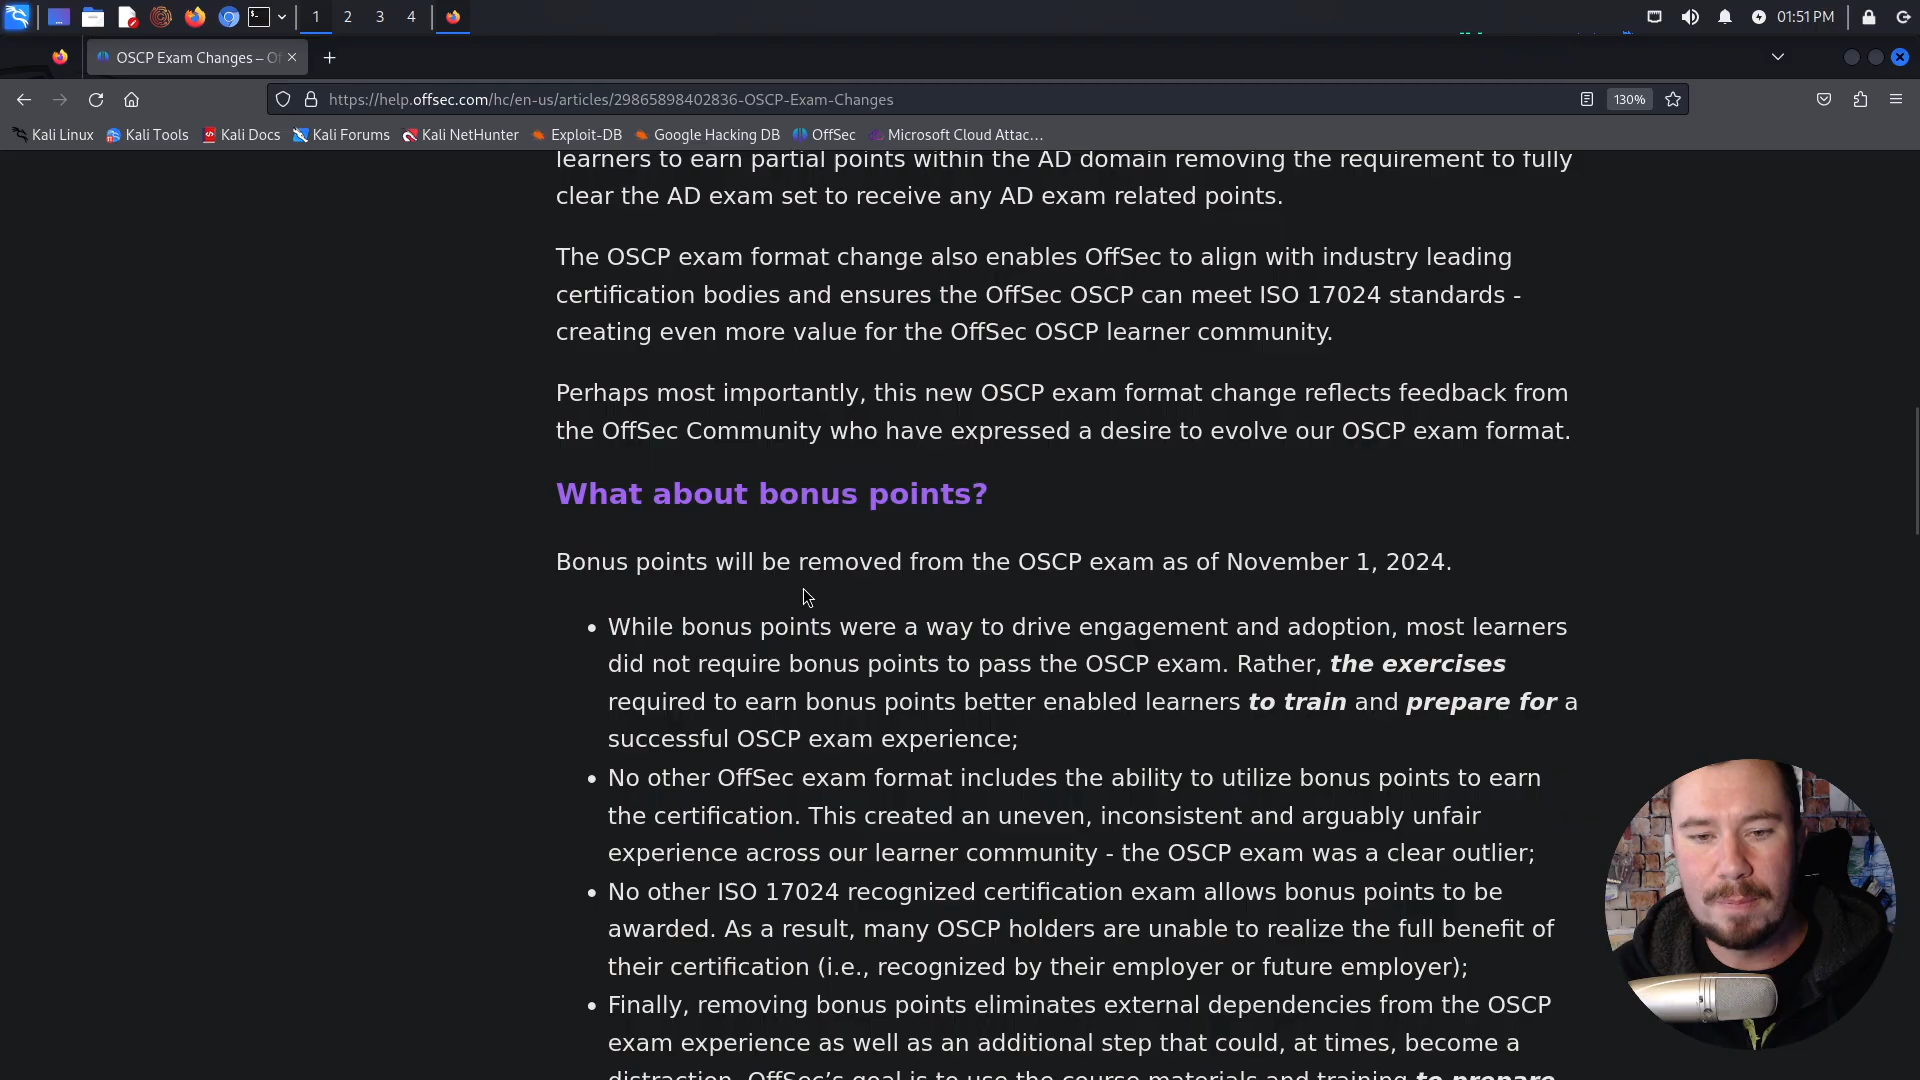 1 2 3 4 01:51 PM
OSCP Exam Changes – Of
https://help.offsec.com/hc/en-us/articles/29865898402836-OSCP-Exam-Changes 130%
Kali Linux Kali Tools Kali Docs Kali Forums Kali NetHunter Exploit-DB Google Hacking DB OffSec Microsoft Cloud Attac…
learners to earn partial points within the AD domain removing the requirement to fully
clear the AD exam set to receive any AD exam related points.
The OSCP exam format change also enables OffSec to align with industry leading
certification bodies and ensures the OffSec OSCP can meet ISO 17024 standards -
creating even more value for the OffSec OSCP learner community.
Perhaps most importantly, this new OSCP exam format change reflects feedback from
the OffSec Community who have expressed a desire to evolve our OSCP exam format.
What about bonus points?
Bonus points will be removed from the OSCP exam as of November 1, 2024.
• While bonus points were a way to drive engagement and adoption, most learners
did not require bonus points to pass the OSCP exam. Rather, the exercises
required to earn bonus points better enabled learners to train and prepare for a
successful OSCP exam experience;
• No other OffSec exam format includes the ability to utilize bonus points to earn
the certification. This created an uneven, inconsistent and arguably unfair
experience across our learner community - the OSCP exam was a clear outlier;
• No other ISO 17024 recognized certification exam allows bonus points to be
awarded. As a result, many OSCP holders are unable to realize the full benefit of
their certification (i.e., recognized by their employer or future employer);
• Finally, removing bonus points eliminates external dependencies from the OSCP
exam experience as well as an additional step that could, at times, become a
distraction. OffSec's goal is to use the course materials and training to prepare